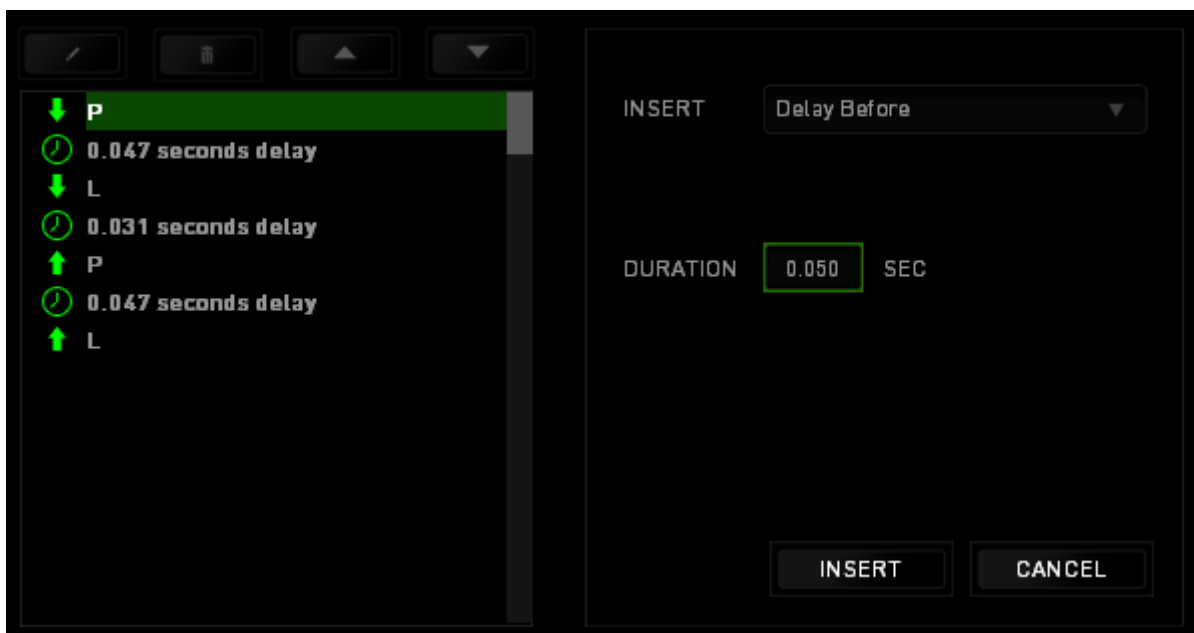 P
0.047 seconds delay
L
0.031 seconds delay
P
0.047 seconds delay
L
INSERT Delay Before
DURATION 0.050 SEC
INSERT CANCEL